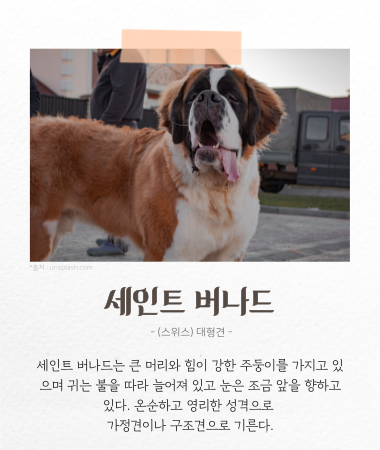 *출처 : unsplash.com
세인트 버나드
- (스위스) 대형견 -
세인트 버나드는 큰 머리와 힘이 강한 주둥이를 가지고 있
으며 귀는 볼을 따라 늘어져 있고 눈은 조금 앞을 향하고
있다. 온순하고 영리한 성격으로
가정견이나 구조견으로 기른다.